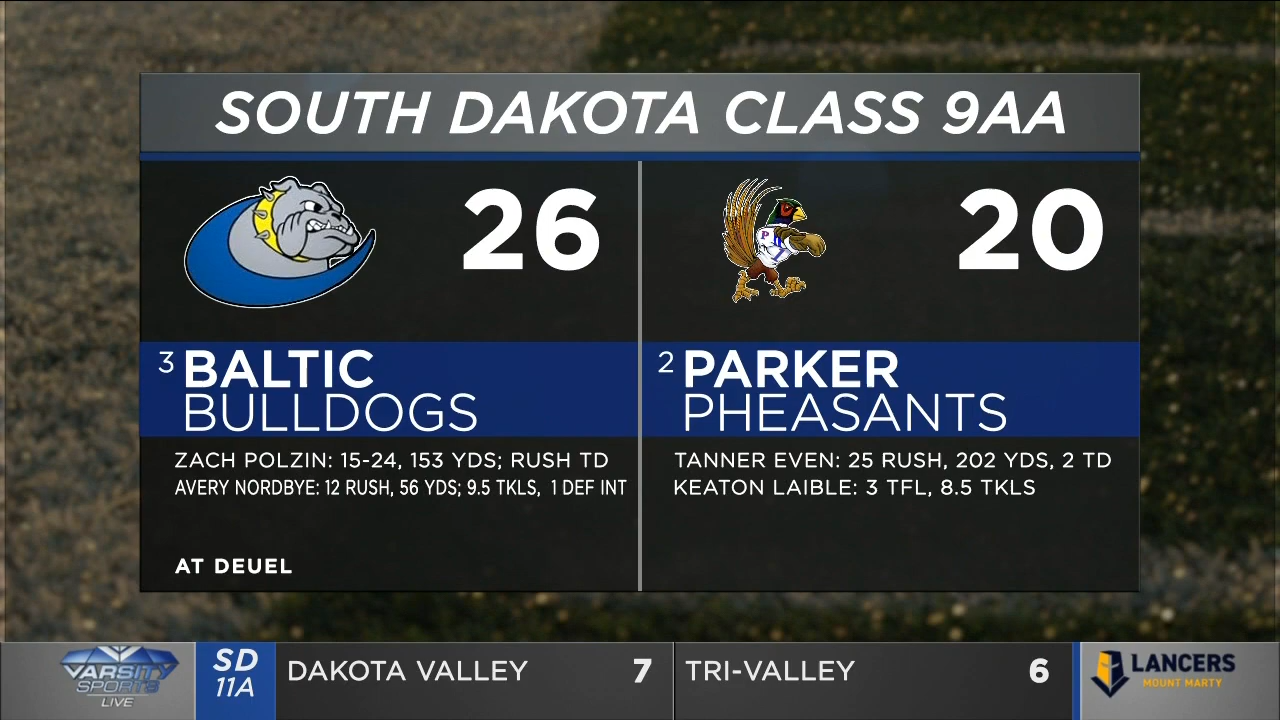 SOUTH DAKOTA CLASS 9AA
26
20
3 BALTIC
BULLDOGS
2 PARKER
PHEASANTS
ZACH POLZIN: 15-24, 153 YDS; RUSH TD
AVERY NORDBYE: 12 RUSH, 56 YDS; 9.5 TKLS, 1 DEF INT
TANNER EVEN: 25 RUSH, 202 YDS, 2 TD
KEATON LAIBLE: 3 TFL, 8.5 TKLS
AT DEUEL
VARSITY
SPORTS
LIVE
SD
11A
DAKOTA VALLEY 7
TRI-VALLEY 6
LANCERS
MOUNT MARTY